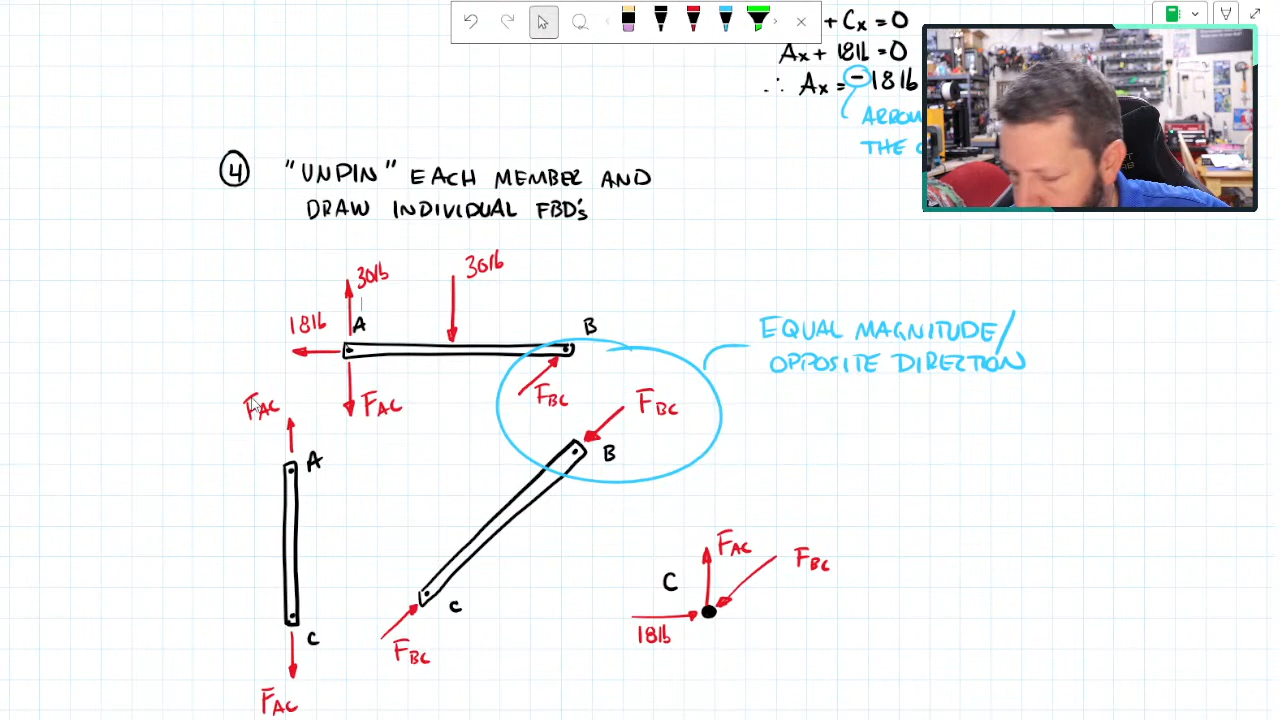 + Cx = 0
Ax + 18lb = 0
∴ Ax = -18lb
ARROW
THE
④ "UNPIN" EACH MEMBER AND
DRAW INDIVIDUAL FBD's
30lb
30lb
18lb
A
B
EQUAL MAGNITUDE/
OPPOSITE DIRECTION
FAC
FAC
FBC
FBC
A
B
FAC
FBC
C
C
C
18lb
FBC
FAC